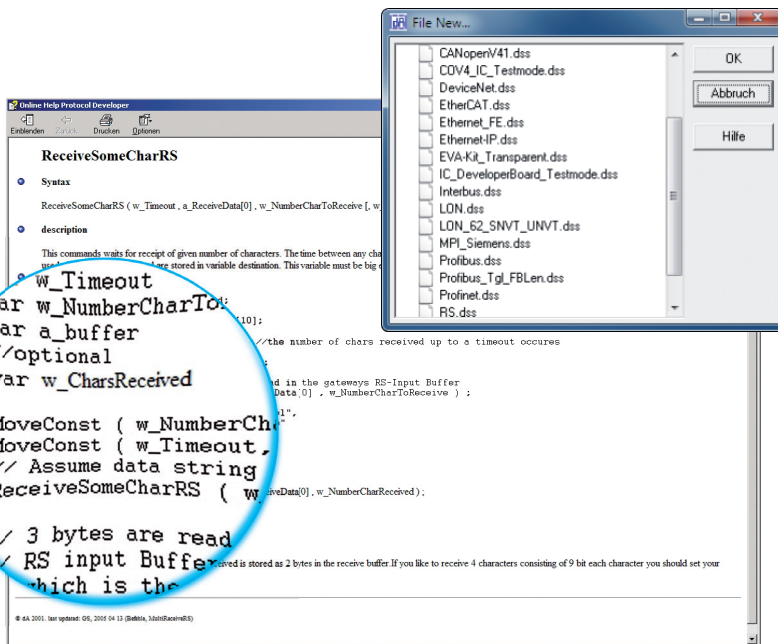 File New...
CANopenV41.dss
COV4_IC_Testmode.dss
DeviceNet.dss
EtherCAT.dss
Ethernet_FE.dss
Ethernet-IP.dss
EVA-Kit_Transparent.dss
IC_DeveloperBoard_Testmode.dss
Interbus.dss
LON.dss
LON_62_SNVT_UNVT.dss
MPI_Siemens.dss
Profibus.dss
Profibus_Tgl_FBLen.dss
Profinet.dss
RS.dss
OK
Abbruch
Hilfe
Online Help Protocol Developer
Einblenden Zurück Drucken Optionen
ReceiveSomeCharRS
Syntax
ReceiveSomeCharRS ( w_Timeout , a_ReceiveData[0] , w_NumberCharToReceive [,
description
This commands waits for receipt of given number of characters. The time between any
are stored in variable destination. This variable must be big
w_Timeout
w_NumberCharTo
[10];
a_buffer
//the number of chars received up to a timeout occures
/optional
w_CharsReceived
in the gateways RS-Input Buffer
Data[0] , w_NumberCharToReceive ) ;
MoveConst ( w_NumberCh
MoveConst ( w_Timeout,
/ Assume data string
ReceiveSomeCharRS (
eiveData[0] , w_NumberCharReceived ) ;
/ 3 bytes are read
/ RS input Buffer
eived is stored as 2 bytes in the receive buffer.If you like to receive 4 characters consisting of 9 bit each character you should set your
which is the
© dA 2001. last updated: GS, 2005 04 13 (Befehle, MultiReceiveRS)